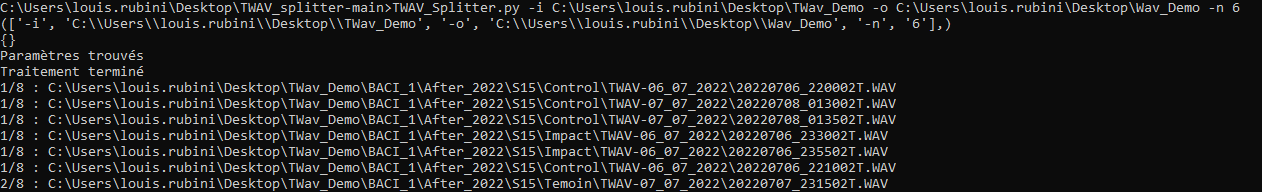 C:\Users\louis.rubini\Desktop\TWAV_splitter-main>TWAV_Splitter.py -i C:\Users\louis.rubini\Desktop\TWav_Demo -o C:\Users\louis.rubini\Desktop\Wav_Demo -n 6
(['-i', 'C:\\Users\\louis.rubini\\Desktop\\TWav_Demo', '-o', 'C:\\Users\\louis.rubini\\Desktop\\Wav_Demo', '-n', '6'],)
{}
Paramètres trouvés
Traitement terminé
1/8 : C:\Users\louis.rubini\Desktop\TWav_Demo\BACI_1\After_2022\S15\Control\TWAV-06_07_2022\20220706_220002T.WAV
1/8 : C:\Users\louis.rubini\Desktop\TWav_Demo\BACI_1\After_2022\S15\Control\TWAV-07_07_2022\20220708_013002T.WAV
1/8 : C:\Users\louis.rubini\Desktop\TWav_Demo\BACI_1\After_2022\S15\Control\TWAV-07_07_2022\20220708_013502T.WAV
1/8 : C:\Users\louis.rubini\Desktop\TWav_Demo\BACI_1\After_2022\S15\Impact\TWAV-06_07_2022\20220706_233002T.WAV
1/8 : C:\Users\louis.rubini\Desktop\TWav_Demo\BACI_1\After_2022\S15\Impact\TWAV-06_07_2022\20220706_235502T.WAV
1/8 : C:\Users\louis.rubini\Desktop\TWav_Demo\BACI_1\After_2022\S15\Control\TWAV-06_07_2022\20220706_221002T.WAV
2/8 : C:\Users\louis.rubini\Desktop\TWav_Demo\BACI_1\After_2022\S15\Temoin\TWAV-07_07_2022\20220707_231502T.WAV